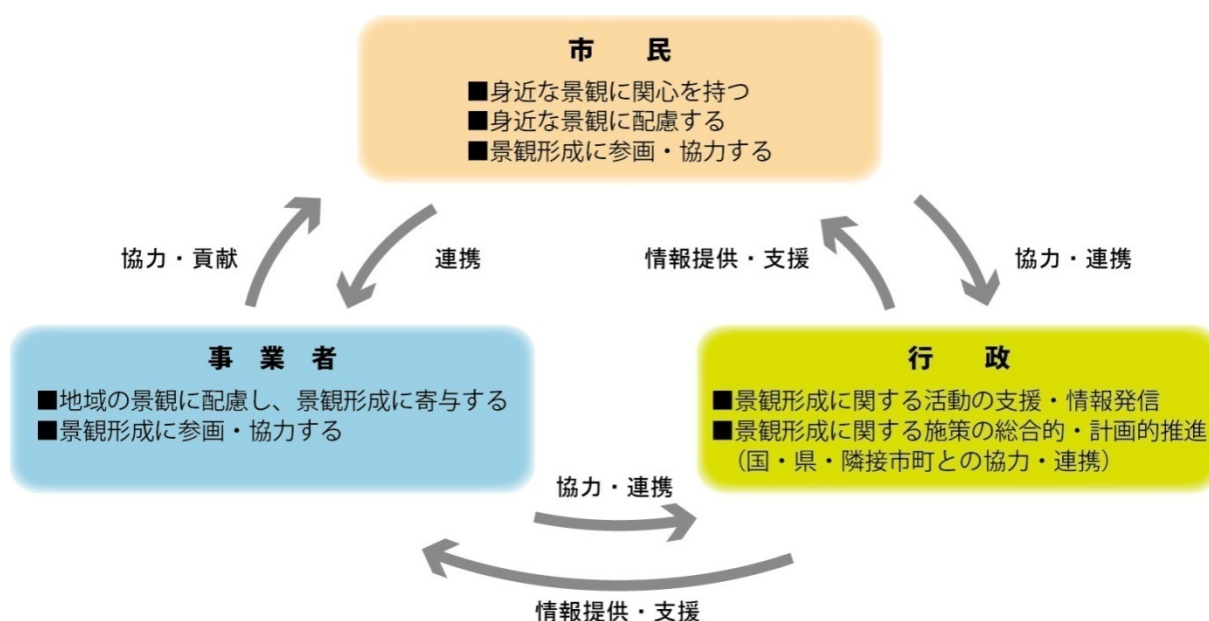 市　民
■身近な景観に関心を持つ
■身近な景観に配慮する
■景観形成に参画・協力する
協力・貢献
連携
情報提供・支援
協力・連携
事　業　者
■地域の景観に配慮し、景観形成に寄与する
■景観形成に参画・協力する
行　政
■景観形成に関する活動の支援・情報発信
■景観形成に関する施策の総合的・計画的推進
（国・県・隣接市町との協力・連携）
協力・連携
情報提供・支援